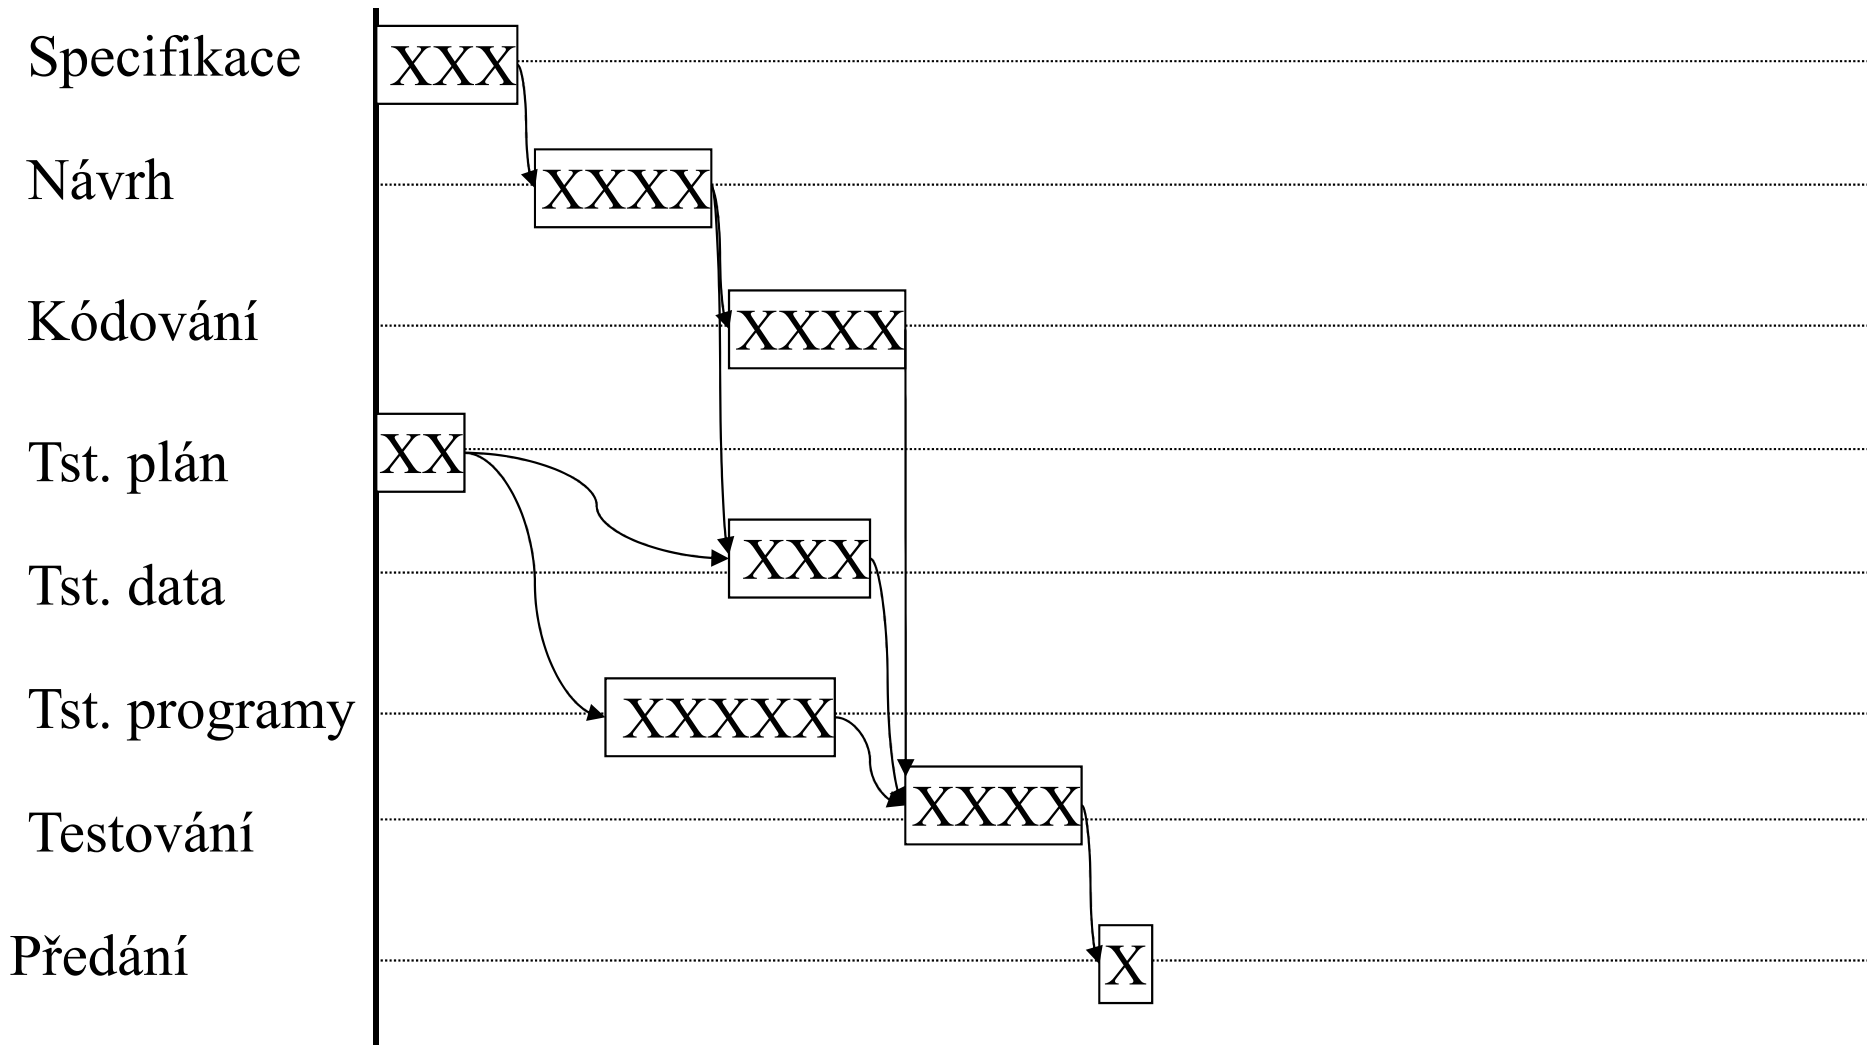 Specifikace XXX
Návrh XXXX
Kódování XXXX
Tst. plán XX
Tst. data XXX
Tst. programy XXXXX
Testování XXXX
Předání X